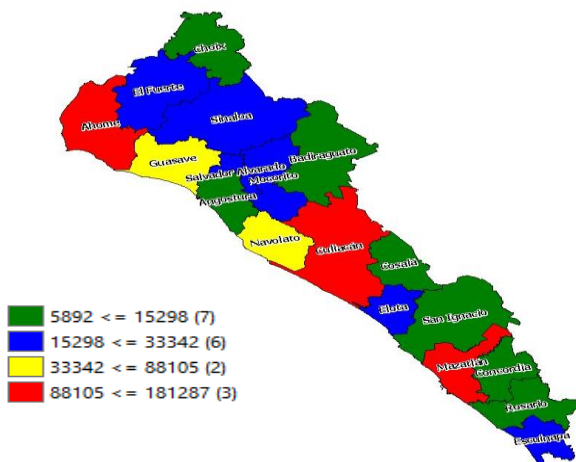 Choix
El Fuerte
Sinaloa
Ahome
Guasave
Badiraguato
Salvador Alvarado
Mocorito
Angostura
Navolato
Culiacán
Cosalá
Elota
San Ignacio
Mazatlán
Concordia
Rosario
Escuinapa
5892 <= 15298 (7)
15298 <= 33342 (6)
33342 <= 88105 (2)
88105 <= 181287 (3)